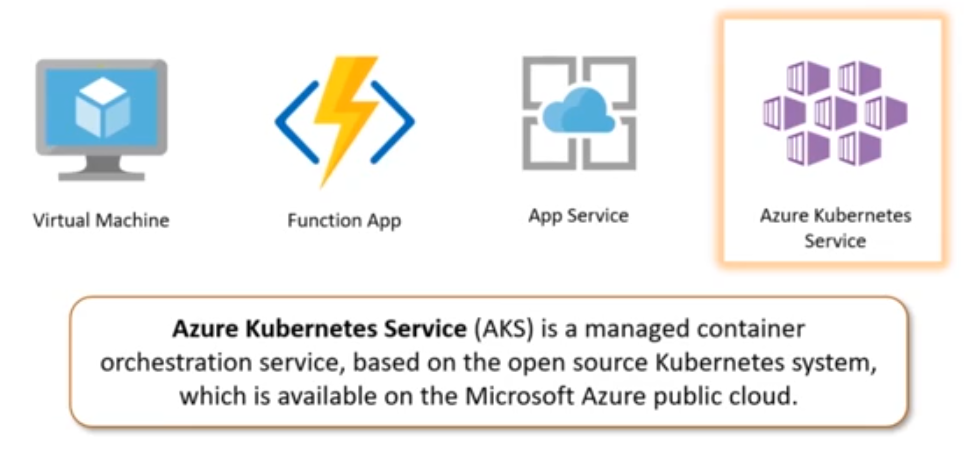 Virtual Machine
Function App
App Service
Azure Kubernetes
Service
Azure Kubernetes Service (AKS) is a managed container
orchestration service, based on the open source Kubernetes system,
which is available on the Microsoft Azure public cloud.